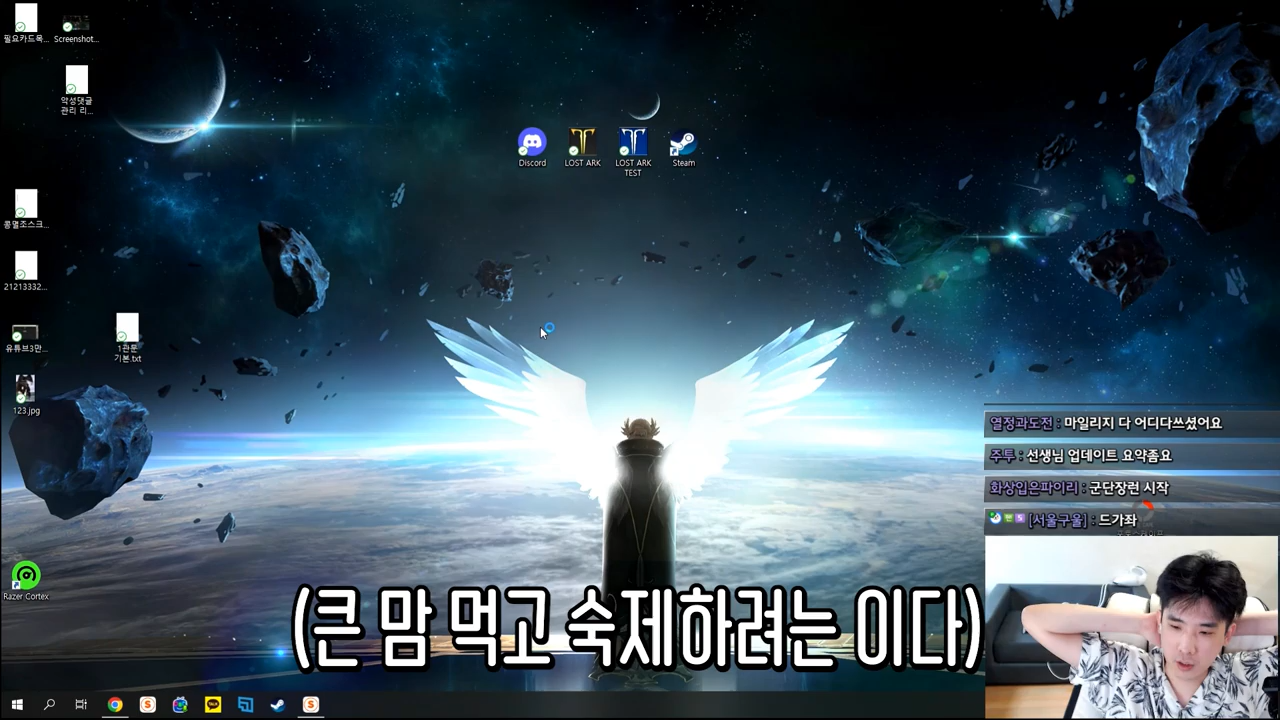 필요카드목...
Screenshot...
악성댓글
관리 리...
Discord
LOST ARK
LOST ARK
TEST
Steam
콩멸조스크...
21213332...
유튜브3만...
1관문
기본.txt
123.jpg
Razer Cortex
열정과도전 : 마일리지 다 어디다쓰셨어요
주투 : 선생님 업데이트 요약좀요
화상입은파이리 : 군단장런 시작
[서울구울] : 드가좌
(큰 맘 먹고 숙제하려는 이다)